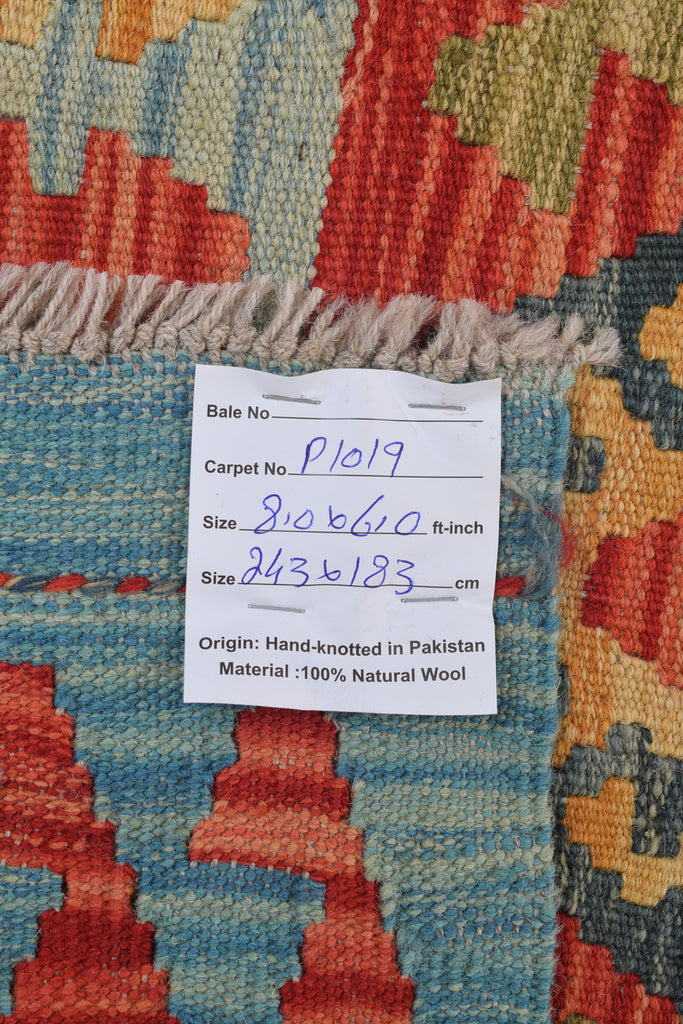 Bale No
Carpet No P1019
Size 8,0x6,0 ft-inch
Size 243x183 cm
Origin: Hand-knotted in Pakistan
Material :100% Natural Wool